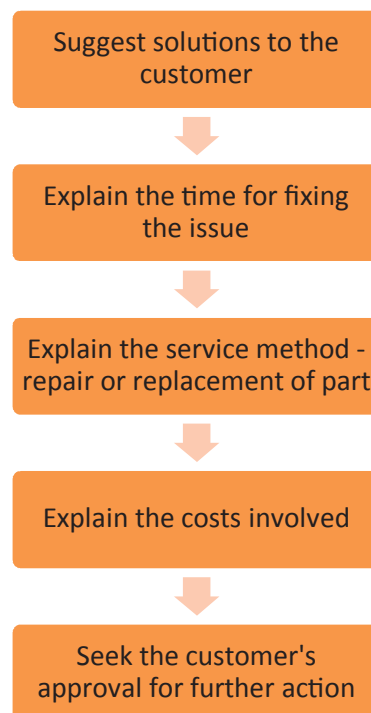 Suggest solutions to the
customer
Explain the time for fixing
the issue
Explain the service method -
repair or replacement of part
Explain the costs involved
Seek the customer's
approval for further action